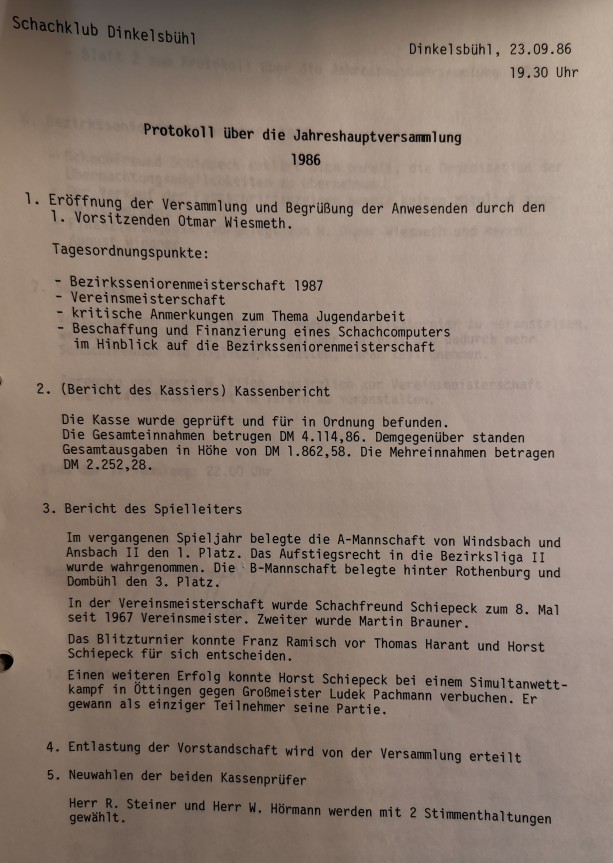 Schachklub Dinkelsbühl
Dinkelsbühl, 23.09.86
19.30 Uhr
Protokoll über die Jahreshauptversammlung
1986
1. Eröffnung der Versammlung und Begrüßung der Anwesenden durch den
1. Vorsitzenden Otmar Wiesmeth.
Tagesordnungspunkte:
- Bezirksseniorenmeisterschaft 1987
- Vereinsmeisterschaft
- kritische Anmerkungen zum Thema Jugendarbeit
- Beschaffung und Finanzierung eines Schachcomputers
im Hinblick auf die Bezirksseniorenmeisterschaft
2. (Bericht des Kassiers) Kassenbericht
Die Kasse wurde geprüft und für in Ordnung befunden.
Die Gesamteinnahmen betrugen DM 4.114,86. Demgegenüber standen
Gesamtausgaben in Höhe von DM 1.862,58. Die Mehreinnahmen betragen
DM 2.252,28.
3. Bericht des Spielleiters
Im vergangenen Spieljahr belegte die A-Mannschaft von Windsbach und
Ansbach II den 1. Platz. Das Aufstiegsrecht in die Bezirksliga II
wurde wahrgenommen. Die B-Mannschaft belegte hinter Rothenburg und
Dombühl den 3. Platz.
In der Vereinsmeisterschaft wurde Schachfreund Schiepeck zum 8. Mal
seit 1967 Vereinsmeister. Zweiter wurde Martin Brauner.
Das Blitzturnier konnte Franz Ramisch vor Thomas Harant und Horst
Schiepeck für sich entscheiden.
Einen weiteren Erfolg konnte Horst Schiepeck bei einem Simultanwett-
kampf in Öttingen gegen Großmeister Ludek Pachmann verbuchen. Er
gewann als einziger Teilnehmer seine Partie.
4. Entlastung der Vorstandschaft wird von der Versammlung erteilt
5. Neuwahlen der beiden Kassenprüfer
Herr R. Steiner und Herr W. Hörmann werden mit 2 Stimmenthaltungen
gewählt.